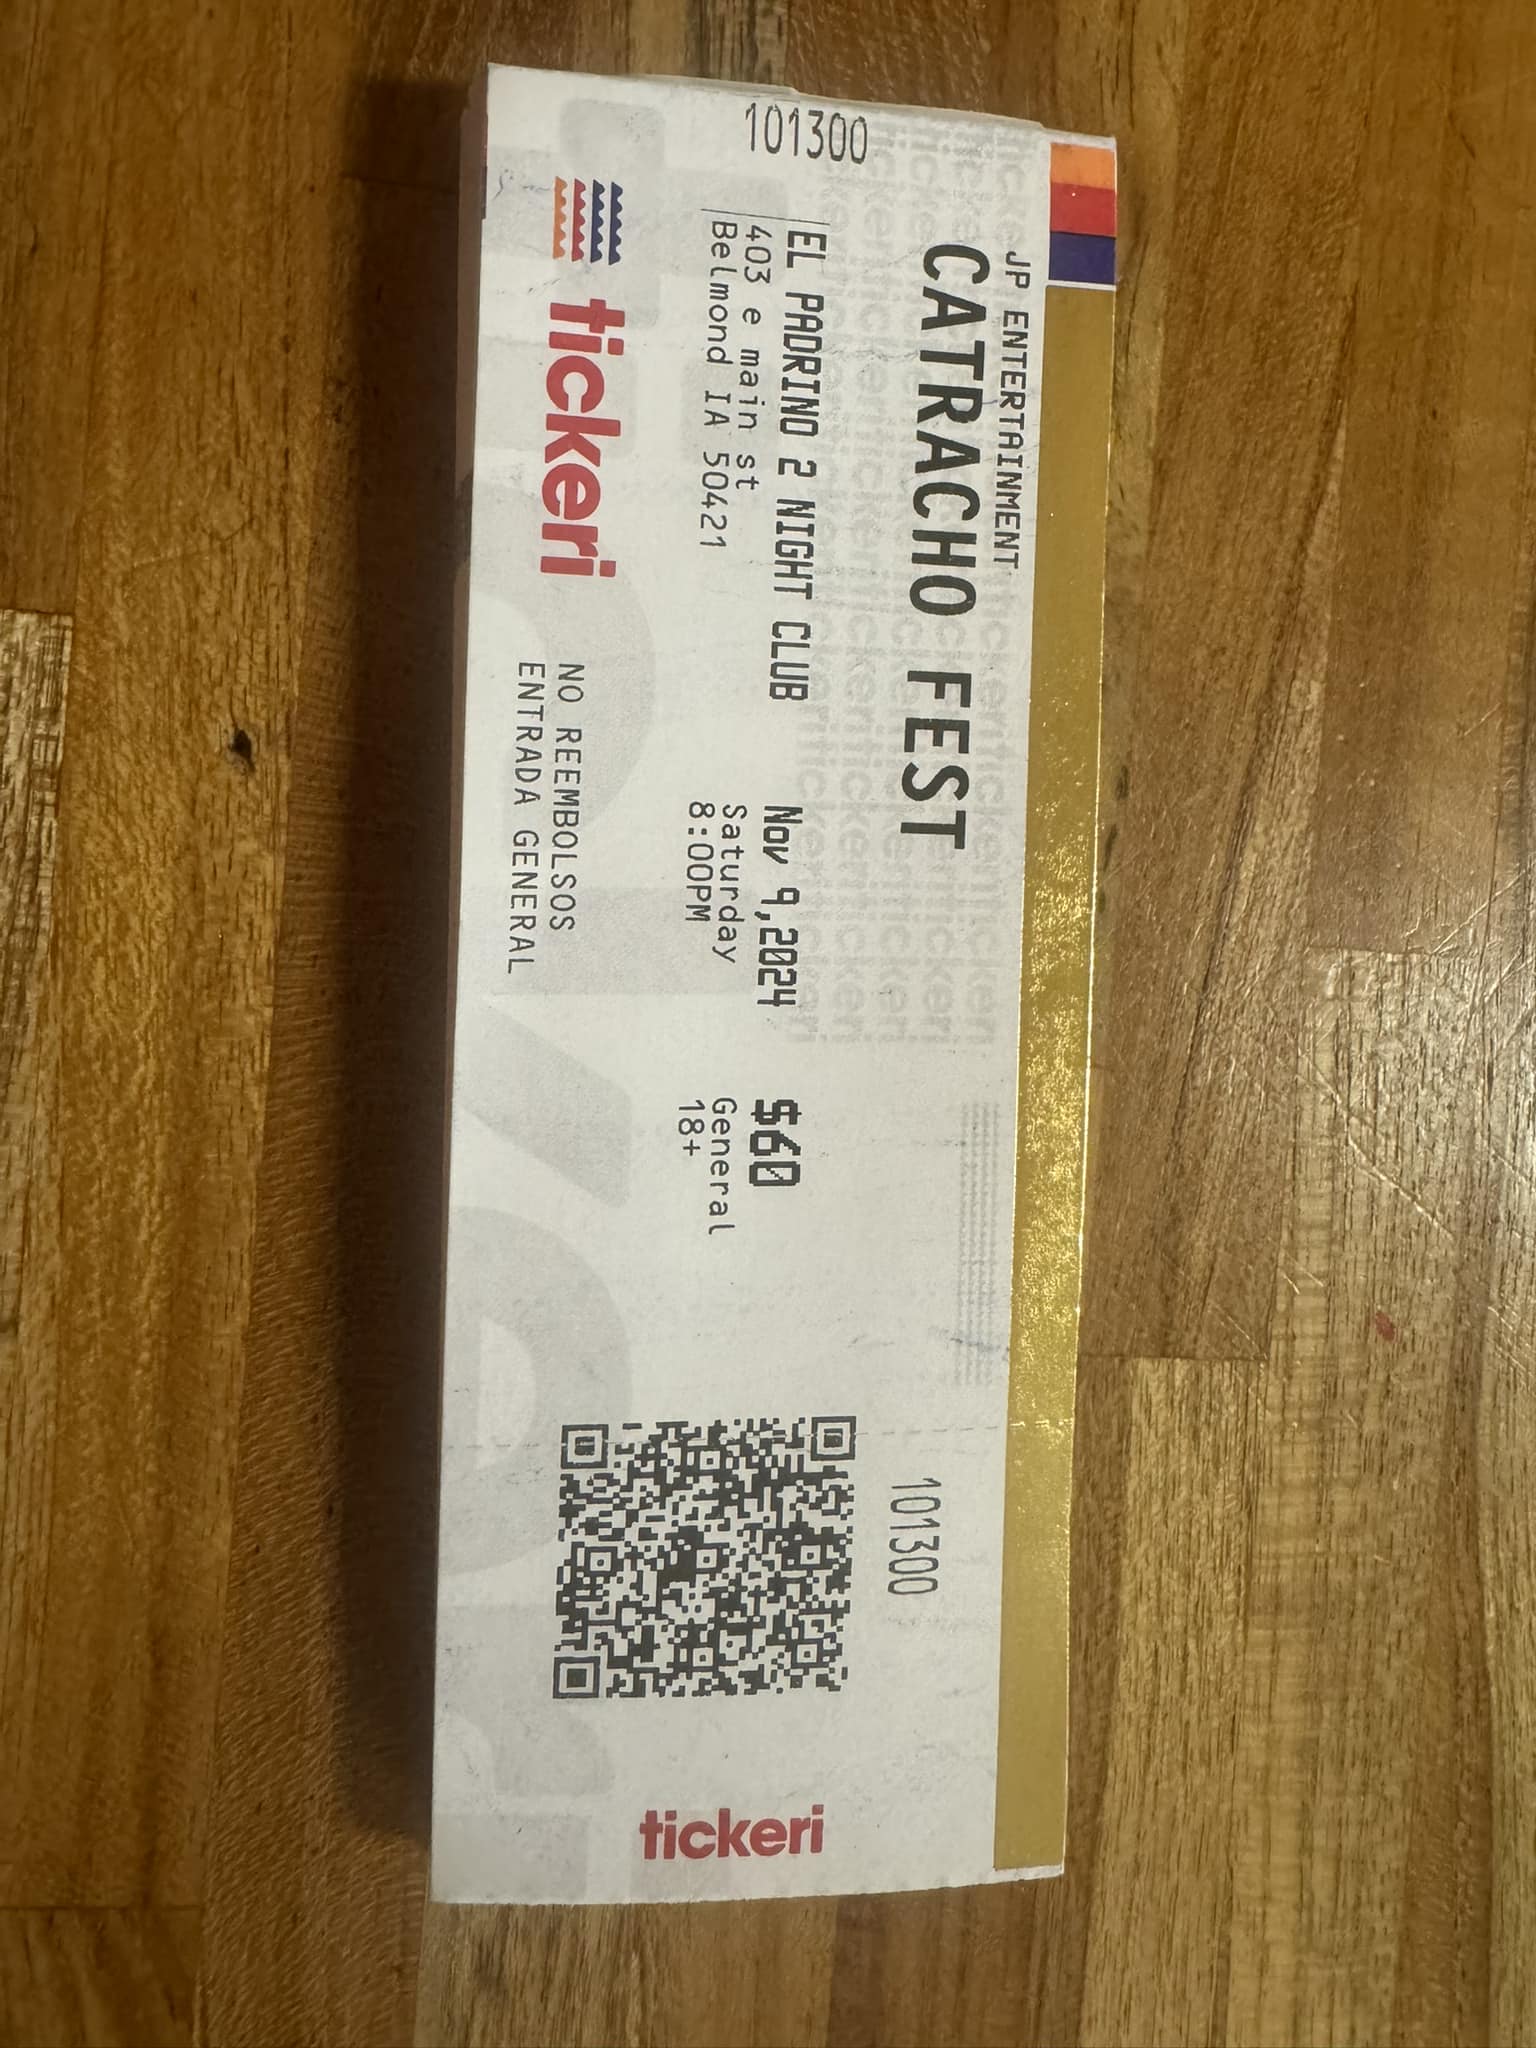 101300
JP ENTERTAINMENT
CATRACHO FEST
EL PADRINO 2 NIGHT CLUB
403 e main st
Belmond IA 50421
Nov 9,2024
Saturday
8:00PM
$60
General
18+
tickeri
NO REEMBOLSOS
ENTRADA GENERAL
101300
tickeri